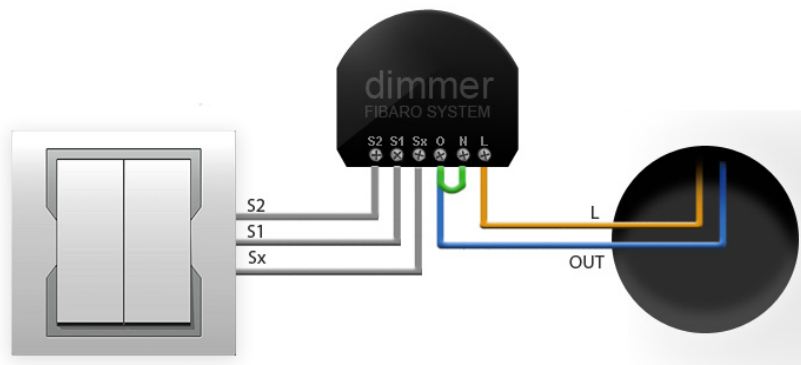 dimmer
FIBARO SYSTEM
S2 S1 Sx O N L
S2
S1
Sx
L
OUT